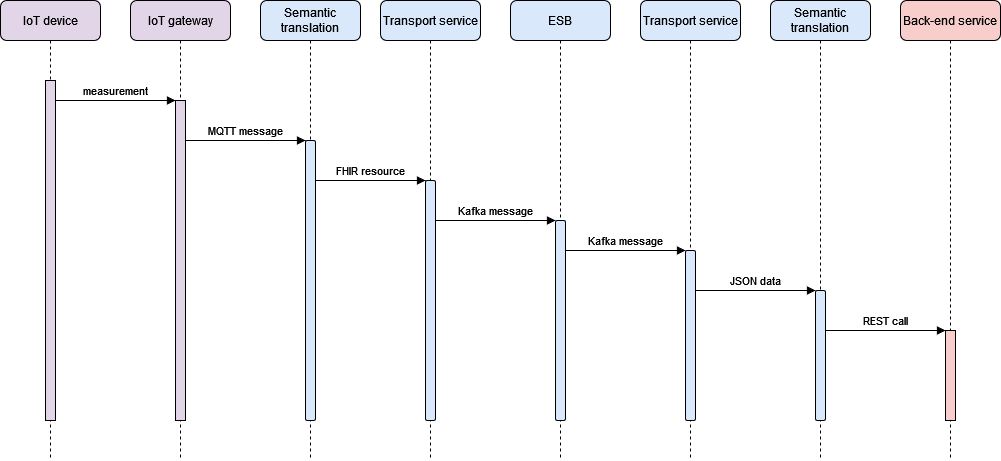 IoT device
IoT gateway
Semantic
translation
Transport service
ESB
Transport service
Semantic
translation
Back-end service
measurement
MQTT message
FHIR resource
Kafka message
Kafka message
JSON data
REST call